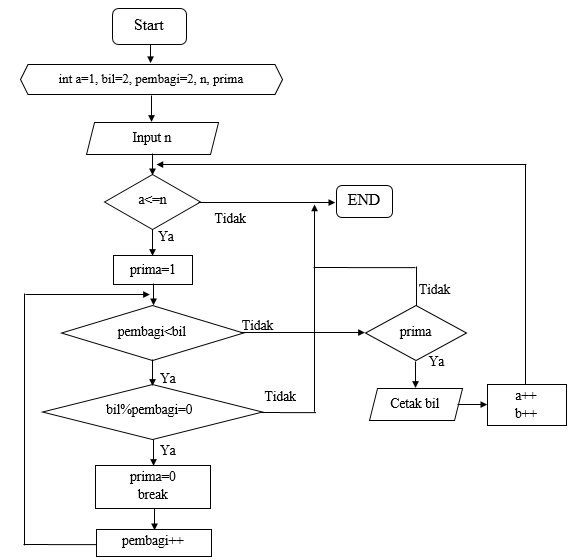 Start
int a=1, bil=2, pembagi=2, n, prima
Input n
a<=n
END
Tidak
Ya
prima=1
Tidak
pembagi<bil
Tidak
prima
Ya
Ya
bil%pembagi=0
Tidak
Cetak bil
a++
b++
Ya
prima=0
break
pembagi++